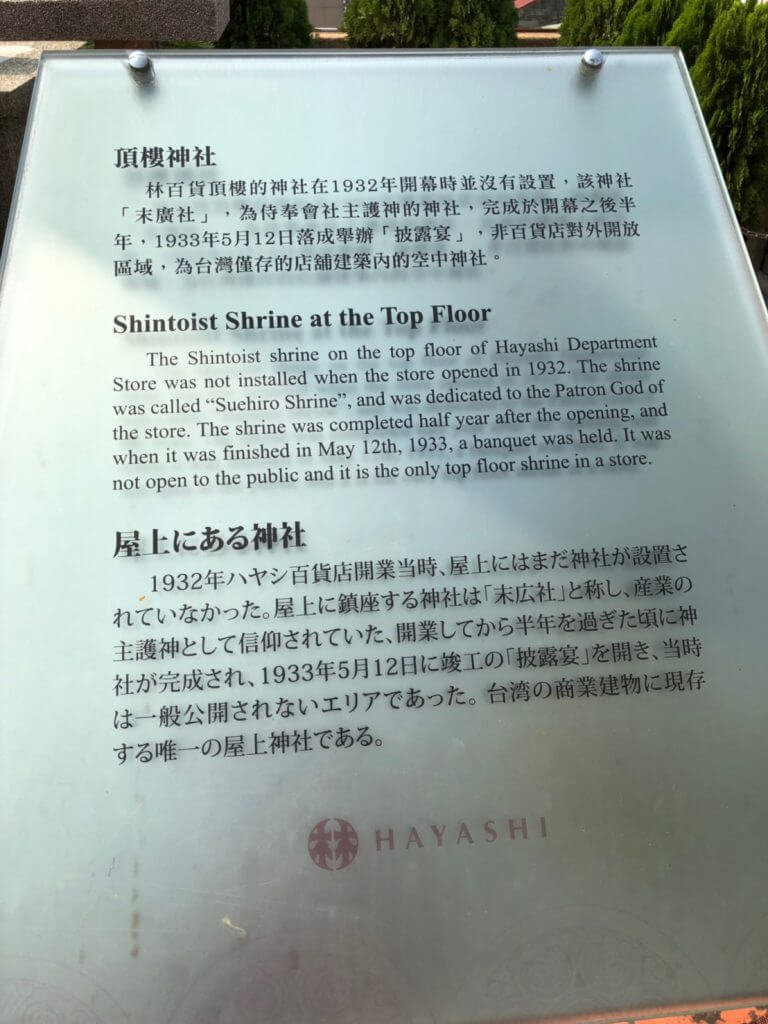 頂樓神社
林百貨頂樓的神社在1932年開幕時並沒有設置，該神社
「末廣社」，為侍奉會社主護神的神社，完成於開幕之後半
年，1933年5月12日落成舉辦「披露宴」，非百貨店對外開放
區域，為台灣僅存的店舖建築內的空中神社。
Shintoist Shrine at the Top Floor
The Shintoist shrine on the top floor of Hayashi Department
Store was not installed when the store opened in 1932. The shrine
was called “Suehiro Shrine”, and was dedicated to the Patron God of
the store. The shrine was completed half year after the opening, and
when it was finished in May 12th, 1933, a banquet was held. It was
not open to the public and it is the only top floor shrine in a store.
屋上にある神社
1932年ハヤシ百貨店開業当時、屋上にはまだ神社が設置さ
れていなかった。屋上に鎮座する神社は「末広社」と称し、産業の
主護神として信仰されていた、開業してから半年を過ぎた頃に神
社が完成され、1933年5月12日に竣工の「披露宴」を開き、当時
は一般公開されないエリアであった。台湾の商業建物に現存
する唯一の屋上神社である。
林 HAYASHI